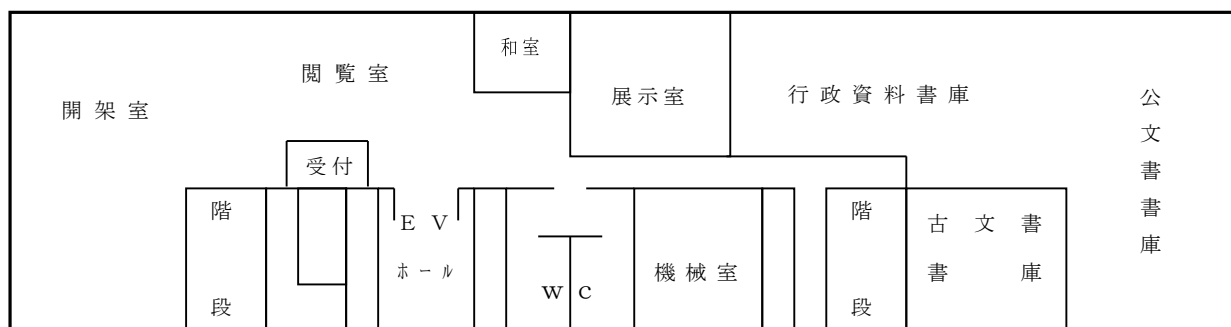 和室
閲覧室
開架室
展示室
行政資料書庫
公文書書庫
受付
階段
ＥＶ
ホール
ｗｃ
機械室
階段
古文書
書庫